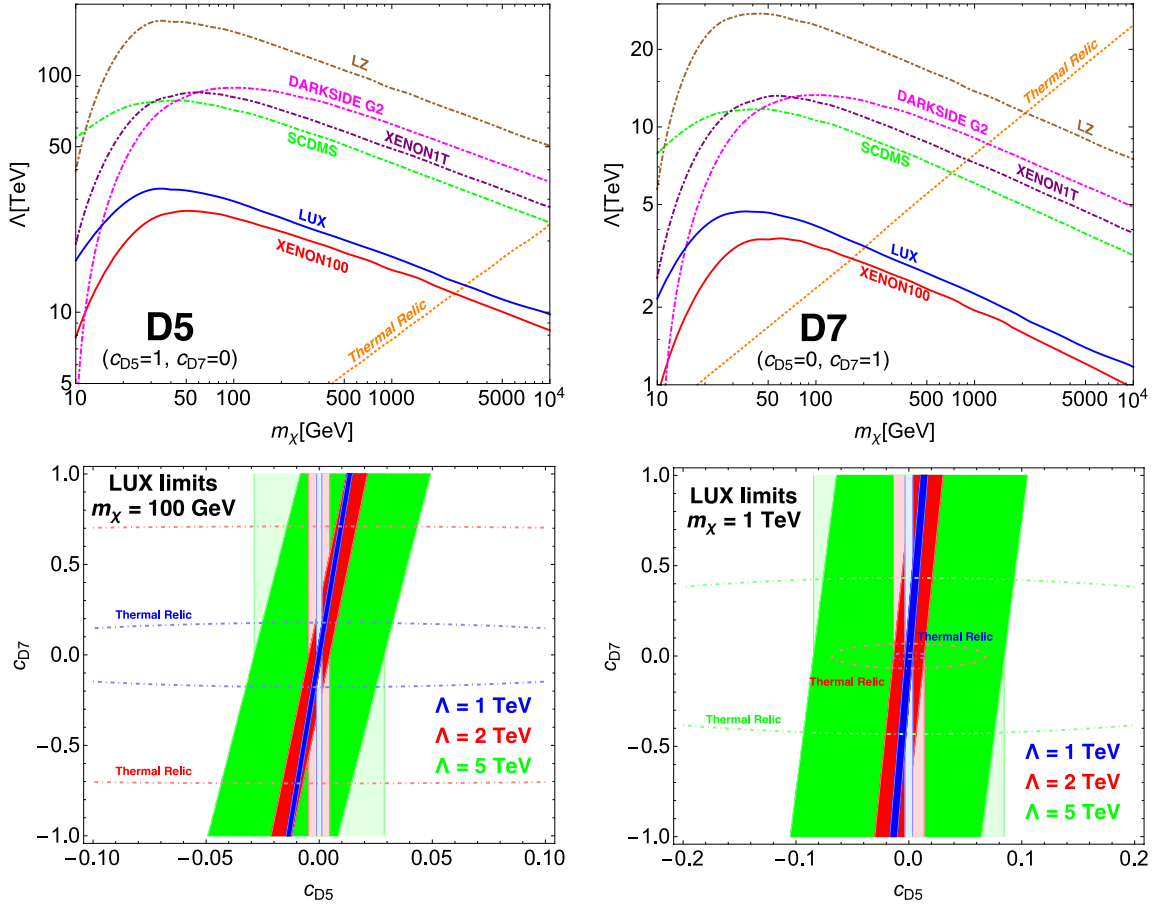 LZ
DARKSIDE G2
XENON1T
SCDMS
LUX
XENON100
Thermal Relic
D5
(cD5=1, cD7=0)
100
50
10
5
Λ[TeV]
10 50 100 500 1000 5000 10⁴
mχ[GeV]
Thermal Relic
LZ
DARKSIDE G2
SCDMS
XENON1T
LUX
XENON100
D7
(cD5=0, cD7=1)
20
10
5
2
1
Λ[TeV]
10 50 100 500 1000 5000 10⁴
mχ[GeV]
LUX limits
mχ = 100 GeV
Thermal Relic
Thermal Relic
Λ = 1 TeV
Λ = 2 TeV
Λ = 5 TeV
1.0
0.5
0.0
−0.5
−1.0
cD7
−0.10 −0.05 0.00 0.05 0.10
cD5
LUX limits
mχ = 1 TeV
Thermal Relic
Thermal Relic
Thermal Relic
Λ = 1 TeV
Λ = 2 TeV
Λ = 5 TeV
1.0
0.5
0.0
−0.5
−1.0
cD7
−0.2 −0.1 0.0 0.1 0.2
cD5